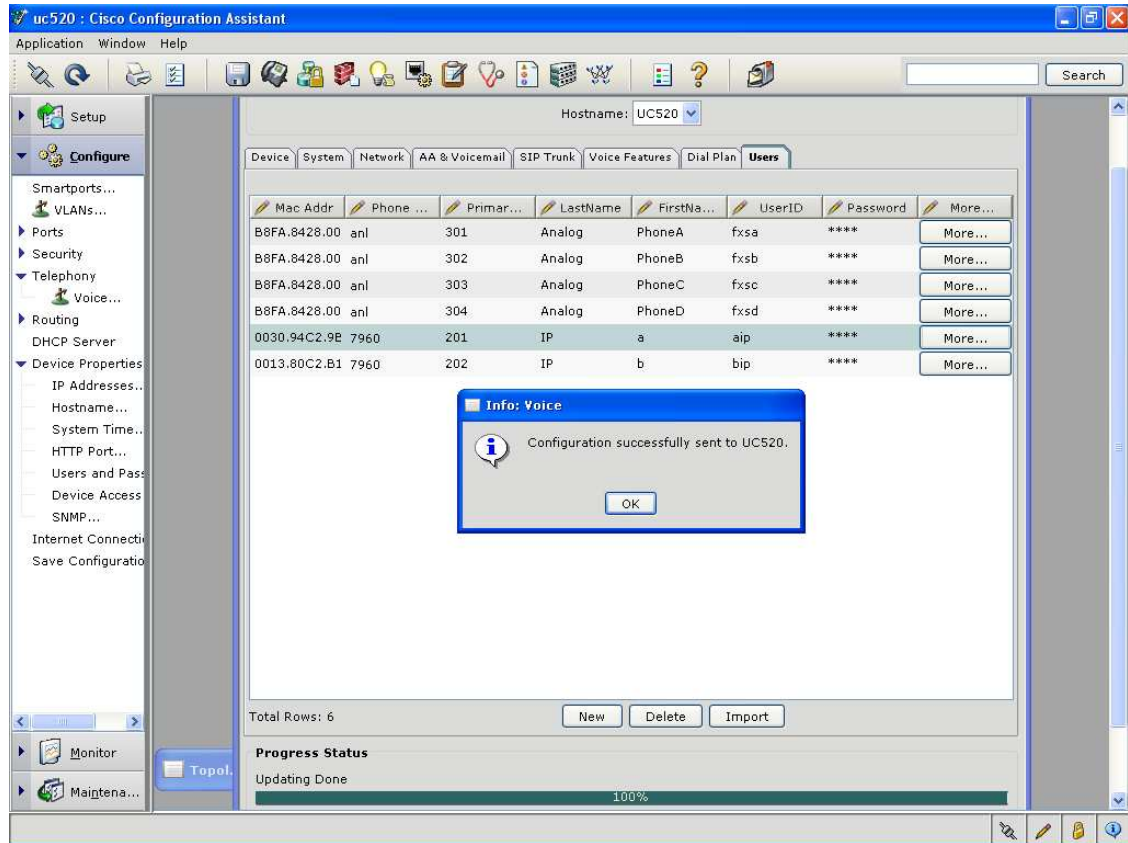 uc520 : Cisco Configuration Assistant
Application Window Help
Search
Setup
Configure
Smartports...
VLANs...
Ports
Security
Telephony
Voice...
Routing
DHCP Server
Device Properties
IP Addresses..
Hostname...
System Time..
HTTP Port...
Users and Pass
Device Access
SNMP...
Internet Connecti
Save Configuratio
Monitor
Maintena...
Topol.
Hostname: UC520
Device System Network AA & Voicemail SIP Trunk Voice Features Dial Plan Users
Mac Addr Phone ... Primar... LastName FirstNa... UserID Password More...
B8FA.8428.00 anl 301 Analog PhoneA fxsa **** More...
B8FA.8428.00 anl 302 Analog PhoneB fxsb **** More...
B8FA.8428.00 anl 303 Analog PhoneC fxsc **** More...
B8FA.8428.00 anl 304 Analog PhoneD fxsd **** More...
0030.94C2.9E 7960 201 IP a aip **** More...
0013.80C2.B1 7960 202 IP b bip **** More...
Info: Voice
Configuration successfully sent to UC520.
OK
Total Rows: 6 New Delete Import
Progress Status
Updating Done
100%